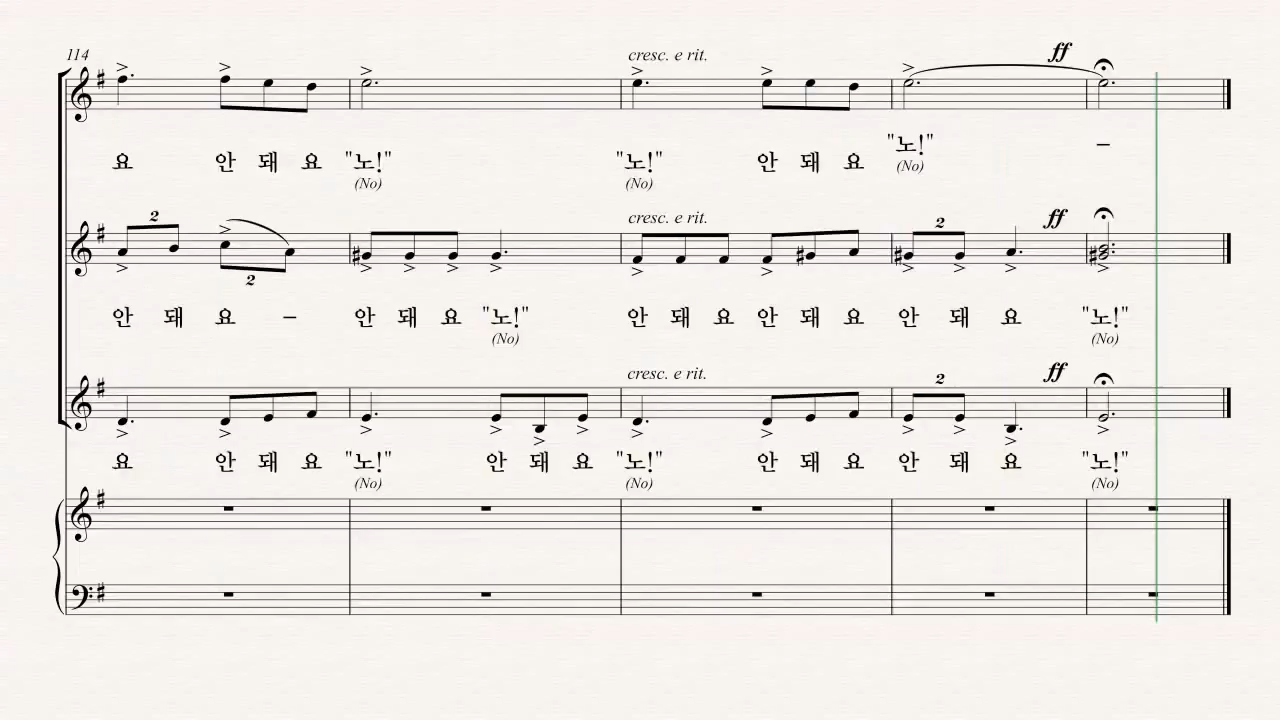 114
cresc. e rit. ff
요 안 돼 요 "노!" "노!" 안 돼 요 "노!" –
(No) (No) (No)
2 cresc. e rit. 2 ff
2
안 돼 요 – 안 돼 요 "노!" 안 돼 요 안 돼 요 안 돼 요 "노!"
(No) (No)
cresc. e rit. 2 ff
요 안 돼 요 "노!" 안 돼 요 "노!" 안 돼 요 안 돼 요 "노!"
(No) (No) (No)